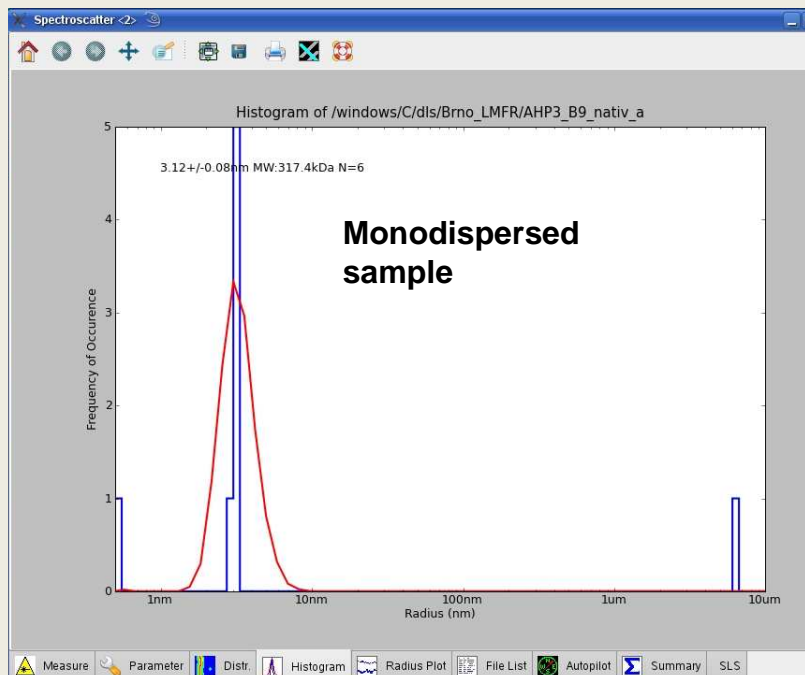 Spectroscatter <2>
Histogram of /windows/C/dls/Brno_LMFR/AHP3_B9_nativ_a
5
3.12+/-0.08nm MW:317.4kDa N=6
4
Monodispersed
sample
3
Frequency of Occurence
2
1
0
1nm 10nm 100nm 1um 10um
Radius (nm)
Measure Parameter Distr. Histogram Radius Plot File List Autopilot Summary SLS